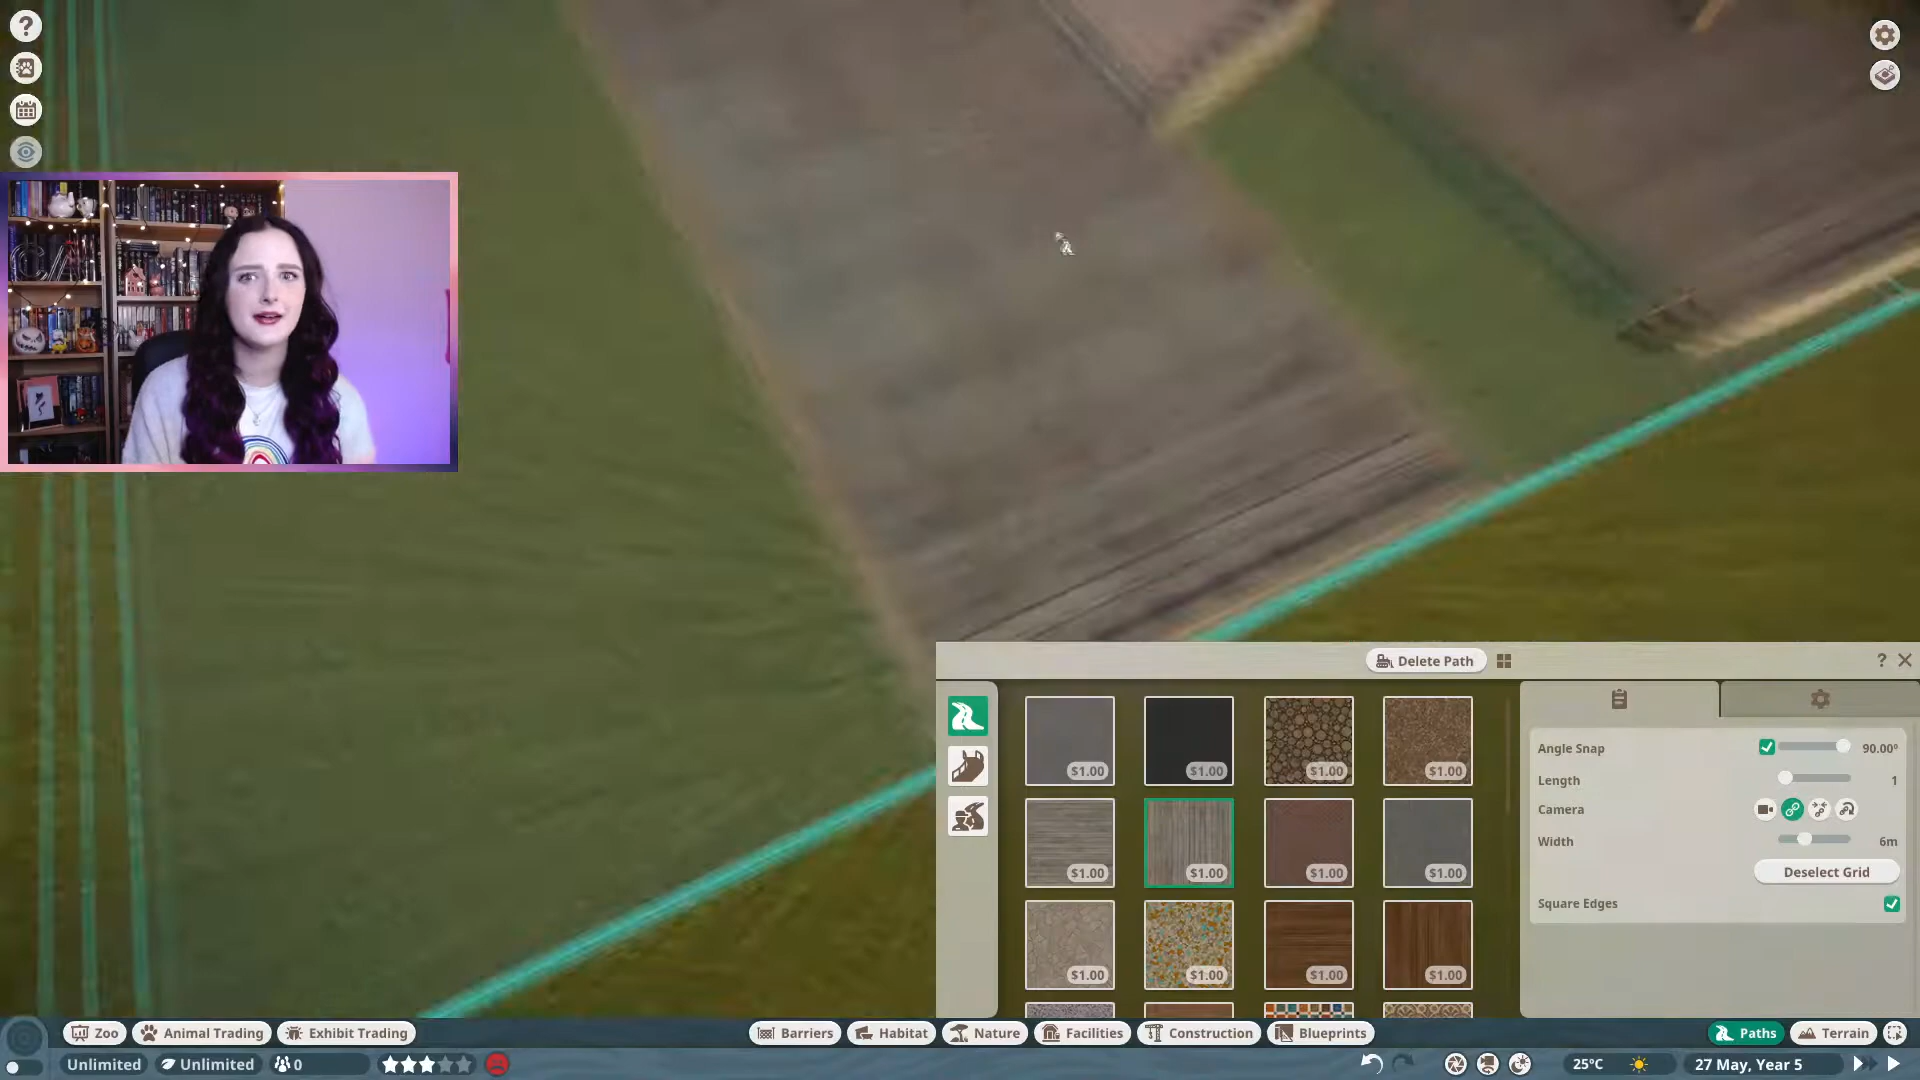 ?
Delete Path
?
$1.00 $1.00 $1.00 $1.00
$1.00 $1.00 $1.00 $1.00
$1.00 $1.00 $1.00 $1.00
Angle Snap 90.00°
Length 1
Camera
Width 6m
Deselect Grid
Square Edges
Zoo Animal Trading Exhibit Trading Barriers Habitat Nature Facilities Construction Blueprints Paths Terrain
Unlimited Unlimited 0 25°C 27 May, Year 5